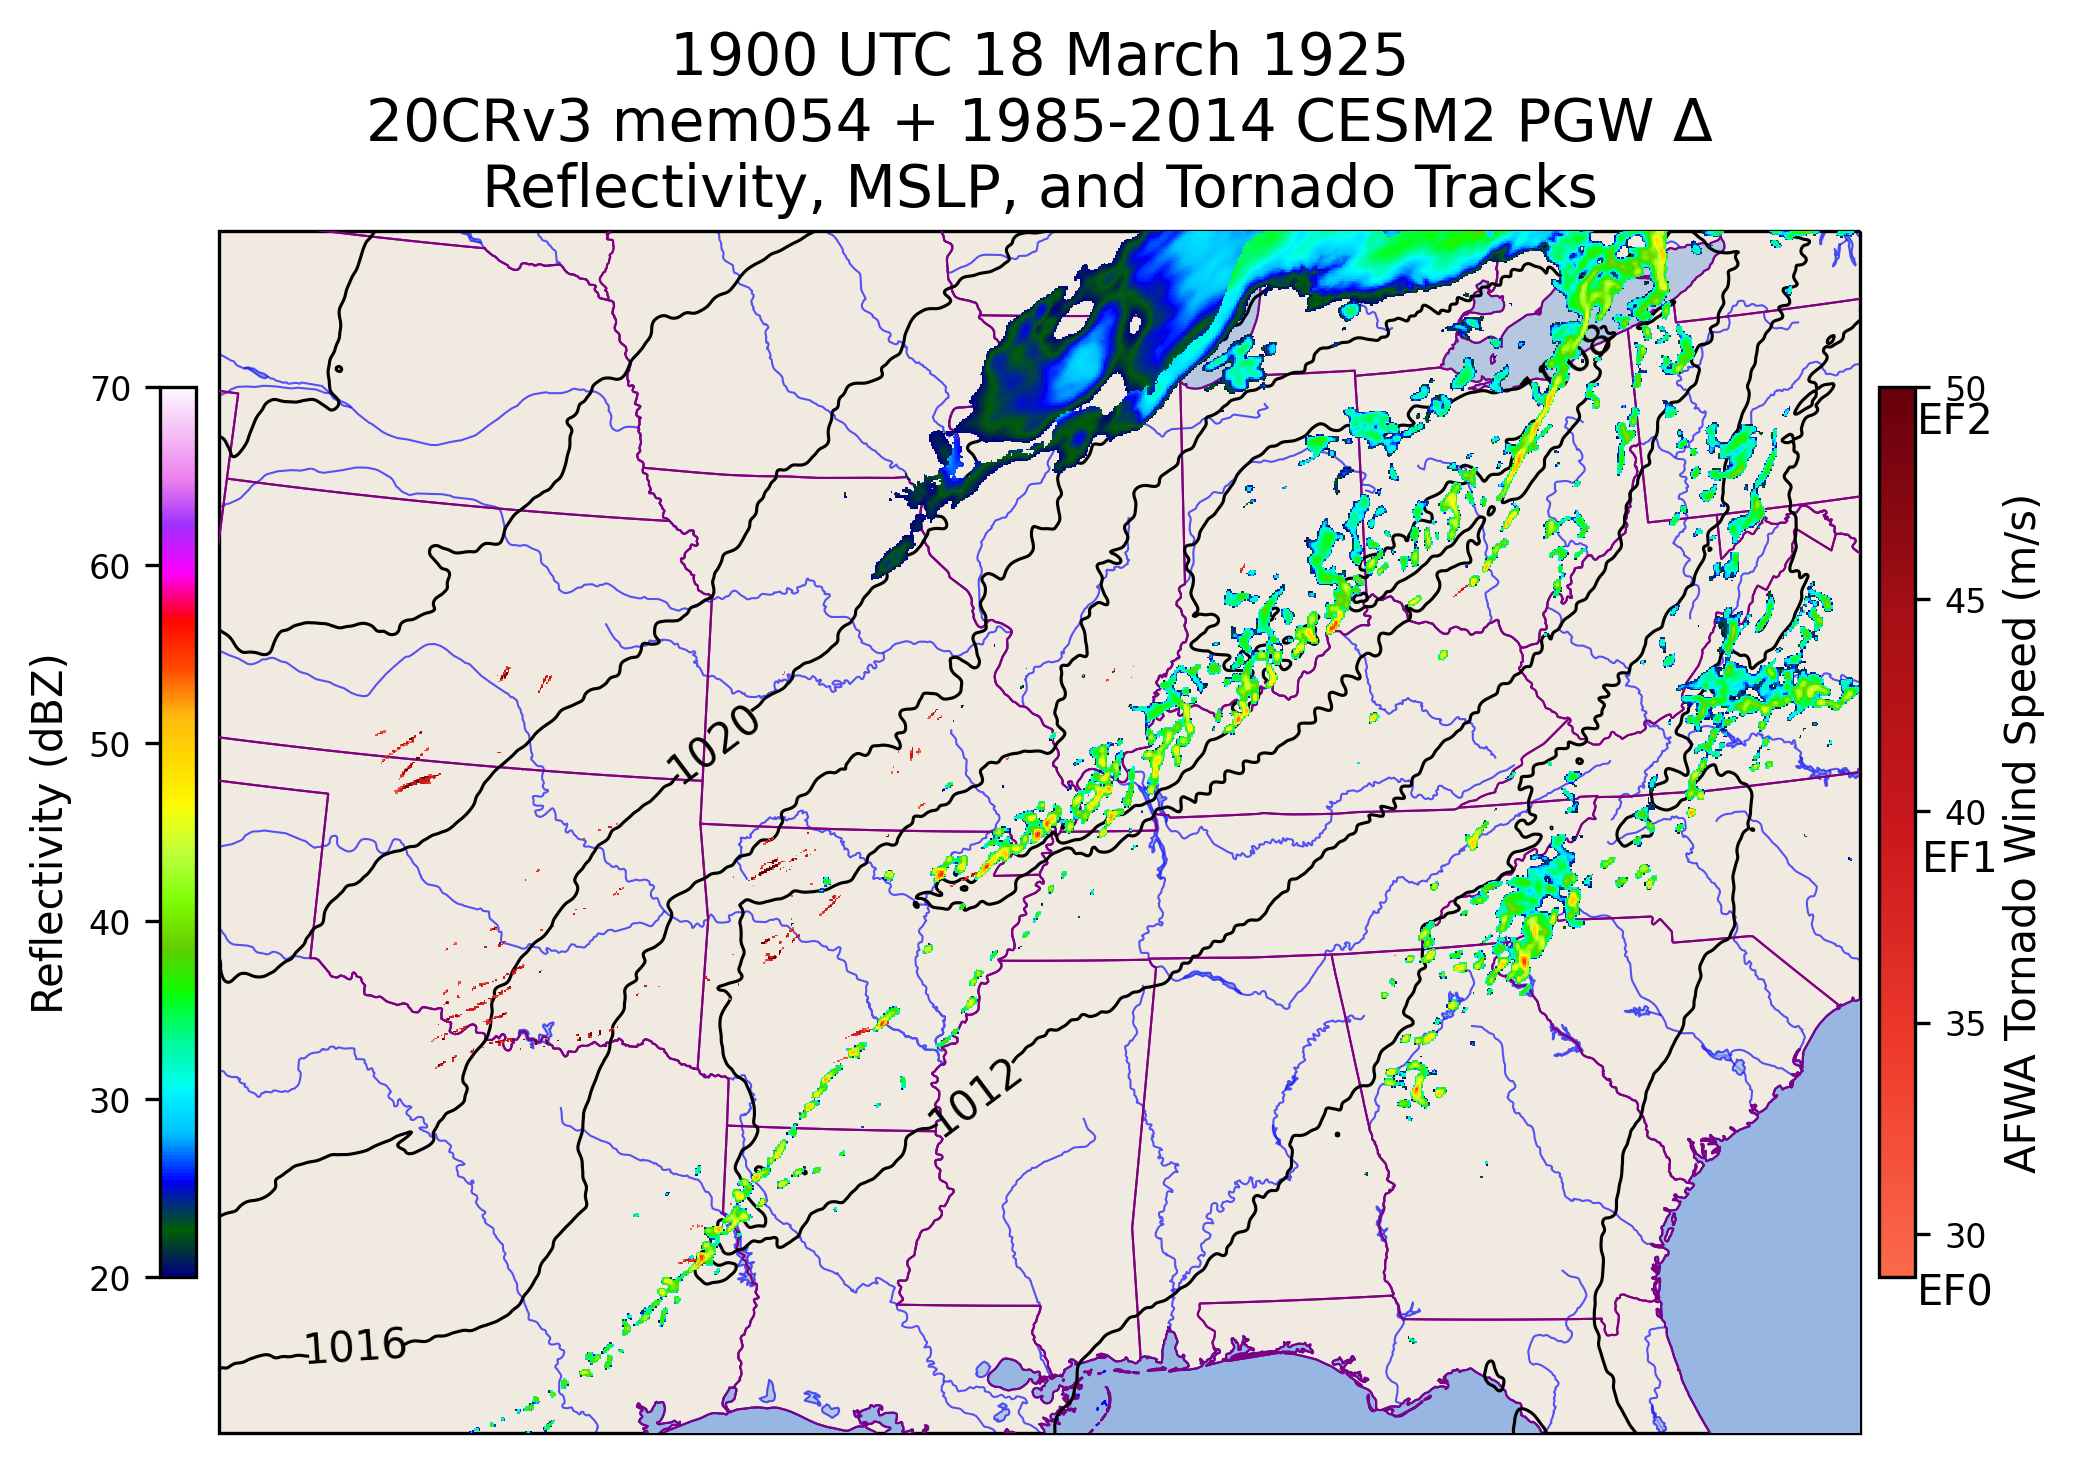 1900 UTC 18 March 1925
20CRv3 mem054 + 1985-2014 CESM2 PGW Δ
Reflectivity, MSLP, and Tornado Tracks
Reflectivity (dBZ)
70
60
50
40
30
20
1020
1012
1016
50
EF2
45
40
EF1
35
30
EF0
AFWA Tornado Wind Speed (m/s)